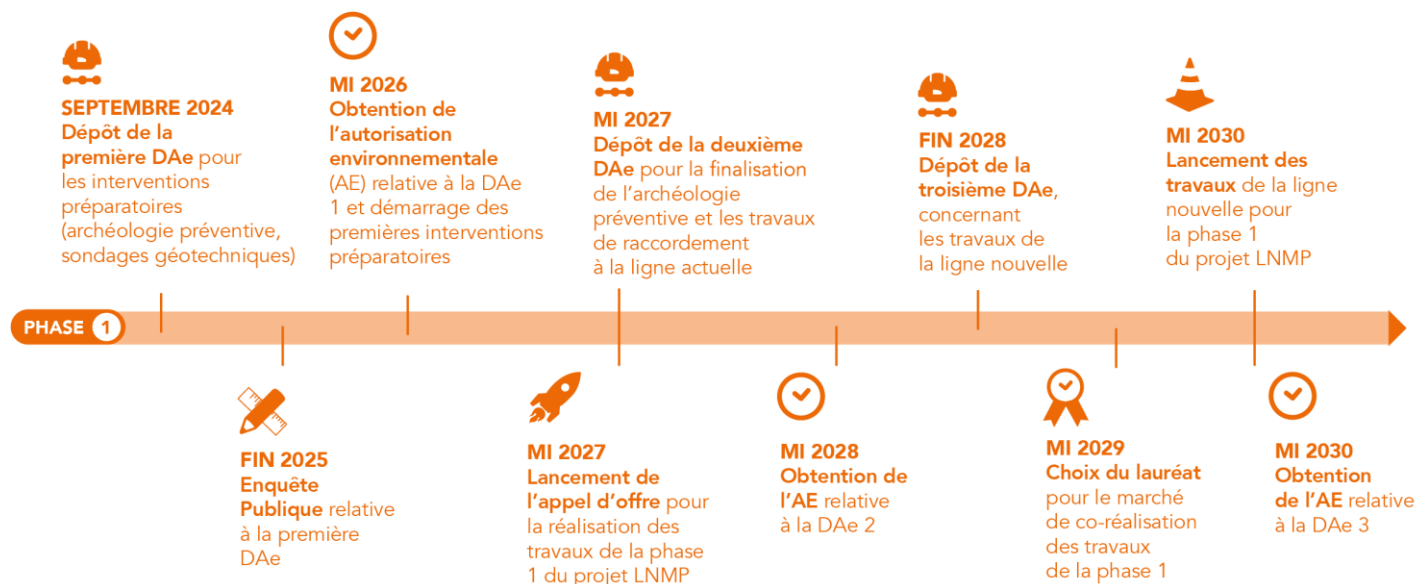 SEPTEMBRE 2024
Dépôt de la
première DAe pour
les interventions
préparatoires
(archéologie préventive,
sondages géotechniques)
MI 2026
Obtention de
l'autorisation
environnementale
(AE) relative à la DAe
1 et démarrage des
premières interventions
préparatoires
MI 2027
Dépôt de la deuxième
DAe pour la finalisation
de l'archéologie
préventive et les travaux
de raccordement
à la ligne actuelle
FIN 2028
Dépôt de la
troisième DAe,
concernant
les travaux de
la ligne nouvelle
MI 2030
Lancement des
travaux de la ligne
nouvelle pour
la phase 1
du projet LNMP
PHASE 1
FIN 2025
Enquête
Publique relative
à la première
DAe
MI 2027
Lancement de
l'appel d'offre pour
la réalisation des
travaux de la phase
1 du projet LNMP
MI 2028
Obtention de
l'AE relative
à la DAe 2
MI 2029
Choix du lauréat
pour le marché
de co-réalisation
des travaux
de la phase 1
MI 2030
Obtention
de l'AE relative
à la DAe 3